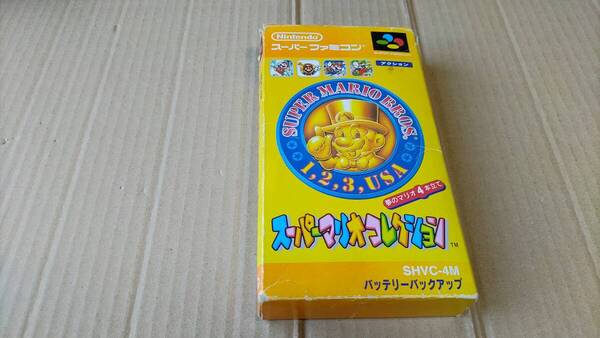 Nintendo
スーパーファミコン
アクション
SUPER MARIO BROS.
1, 2, 3, USA
夢のマリオ4本立て
スーパーマリオコレクション
TM
SHVC-4M
バッテリーバックアップ